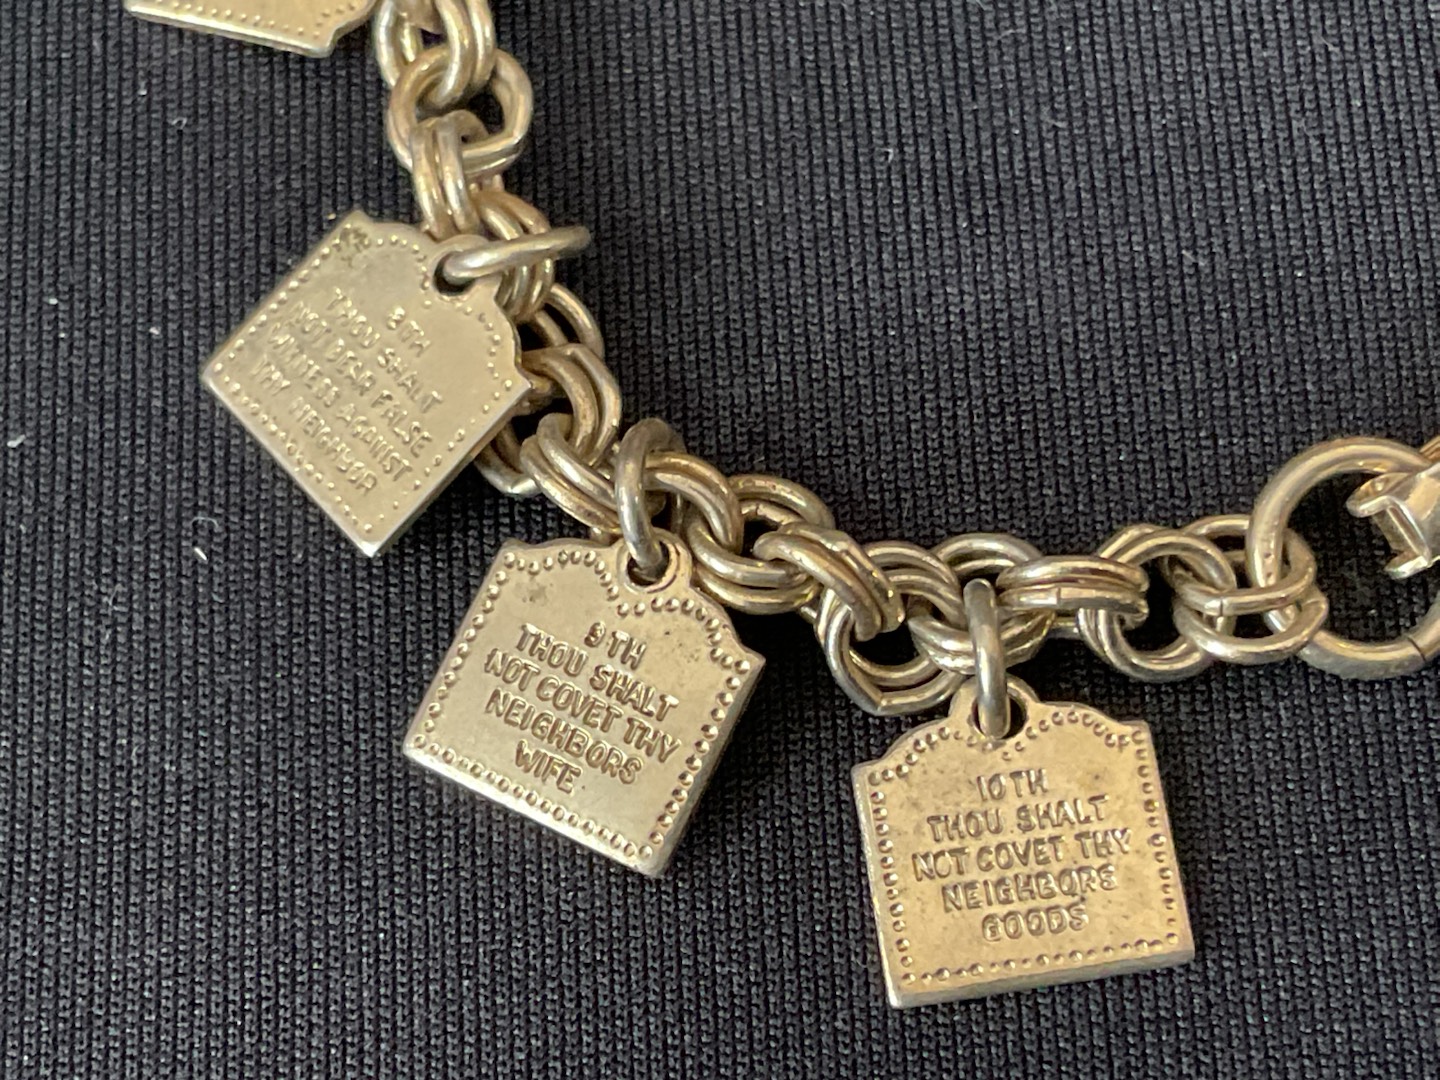 8TH
THOU SHALT
NOT BEAR FALSE
WITNESS AGAINST
THY NEIGHBOR
9TH
THOU SHALT
NOT COVET THY
NEIGHBORS
WIFE
10TH
THOU SHALT
NOT COVET THY
NEIGHBORS
GOODS